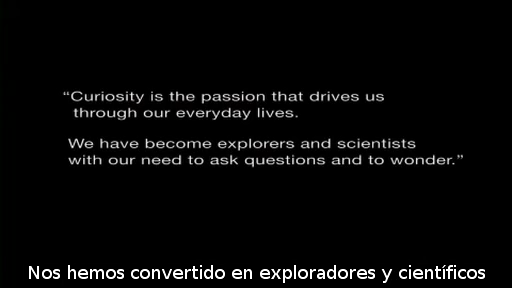 “Curiosity is the passion that drives us
through our everyday lives.
We have become explorers and scientists
with our need to ask questions and to wonder.”
Nos hemos convertido en exploradores y científicos